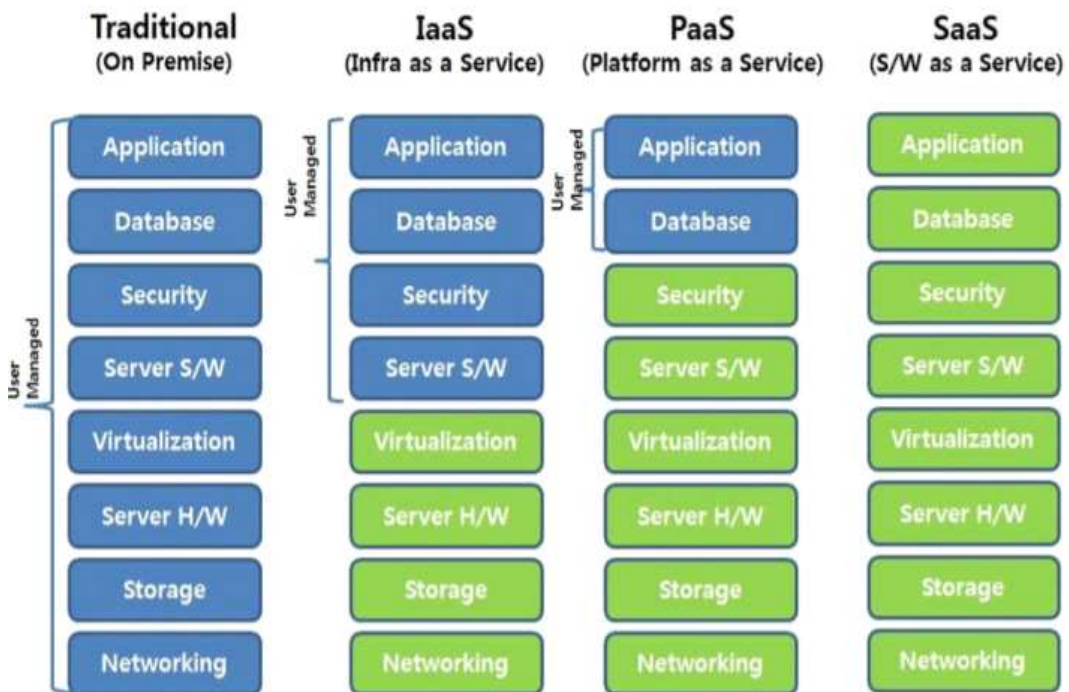 Traditional
(On Premise)
User
Managed
Application
Database
Security
Server S/W
Virtualization
Server H/W
Storage
Networking
IaaS
(Infra as a Service)
User
Managed
Application
Database
Security
Server S/W
Virtualization
Server H/W
Storage
Networking
PaaS
(Platform as a Service)
User
Managed
Application
Database
Security
Server S/W
Virtualization
Server H/W
Storage
Networking
SaaS
(S/W as a Service)
Application
Database
Security
Server S/W
Virtualization
Server H/W
Storage
Networking